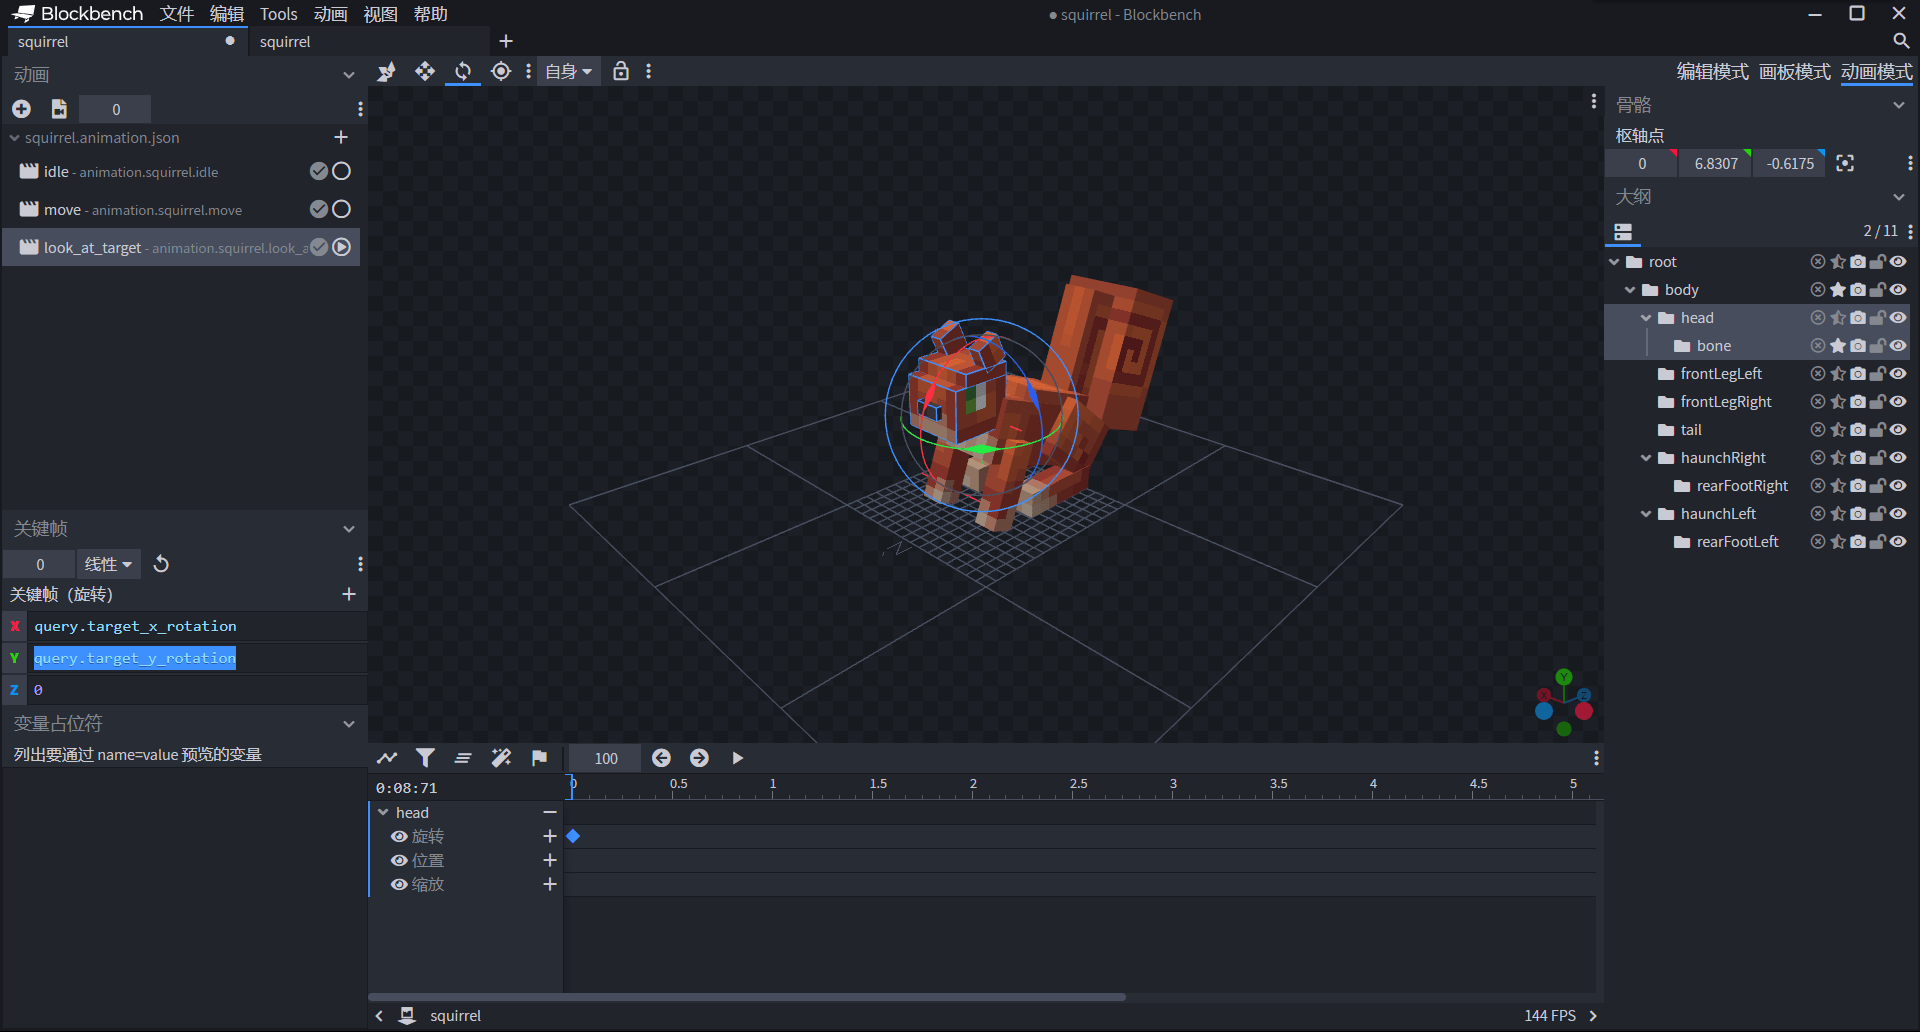 Blockbench 文件 编辑 Tools 动画 视图 帮助
squirrel - Blockbench
squirrel
squirrel
动画
自身
编辑模式 画板模式 动画模式
0
squirrel.animation.json
idle - animation.squirrel.idle
move - animation.squirrel.move
look_at_target - animation.squirrel.look_a
骨骼
枢轴点
0 6.8307 -0.6175
大纲
2 / 11
root
body
head
bone
frontLegLeft
frontLegRight
tail
haunchRight
rearFootRight
haunchLeft
rearFootLeft
关键帧
0 线性
关键帧（旋转）
X query.target_x_rotation
Y query.target_y_rotation
Z 0
变量占位符
列出要通过 name=value 预览的变量
Y
X
Z
100
0:08:71
0 0.5 1 1.5 2 2.5 3 3.5 4 4.5 5
head
旋转
位置
缩放
squirrel
144 FPS